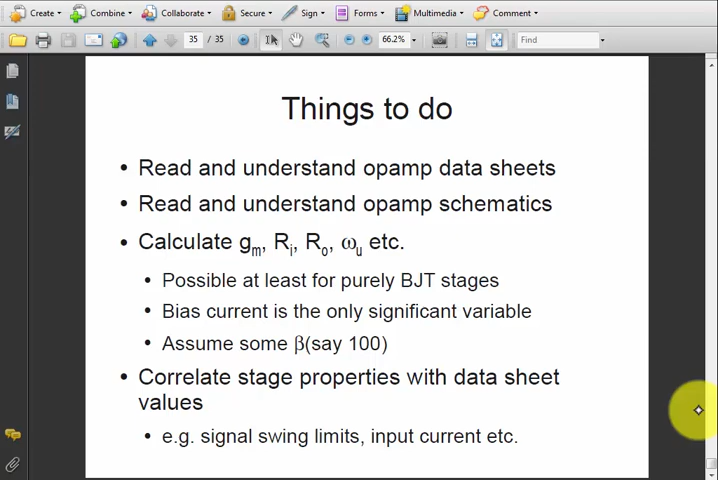 Create Combine Collaborate Secure Sign Forms Multimedia Comment
35 / 35 66.2% Find
Things to do
• Read and understand opamp data sheets
• Read and understand opamp schematics
• Calculate gm, Ri, Ro, ωu etc.
• Possible at least for purely BJT stages
• Bias current is the only significant variable
• Assume some β(say 100)
• Correlate stage properties with data sheet
values
• e.g. signal swing limits, input current etc.